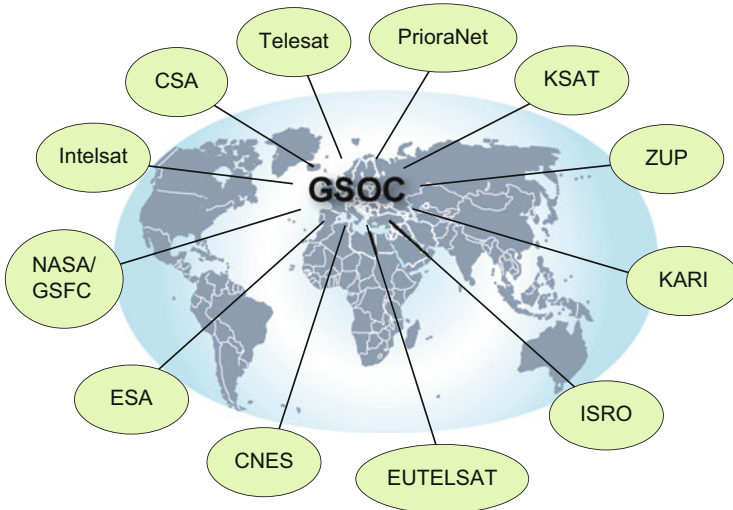 Telesat
PrioraNet
CSA
KSAT
Intelsat
ZUP
GSOC
NASA/
GSFC
KARI
ESA
ISRO
CNES
EUTELSAT